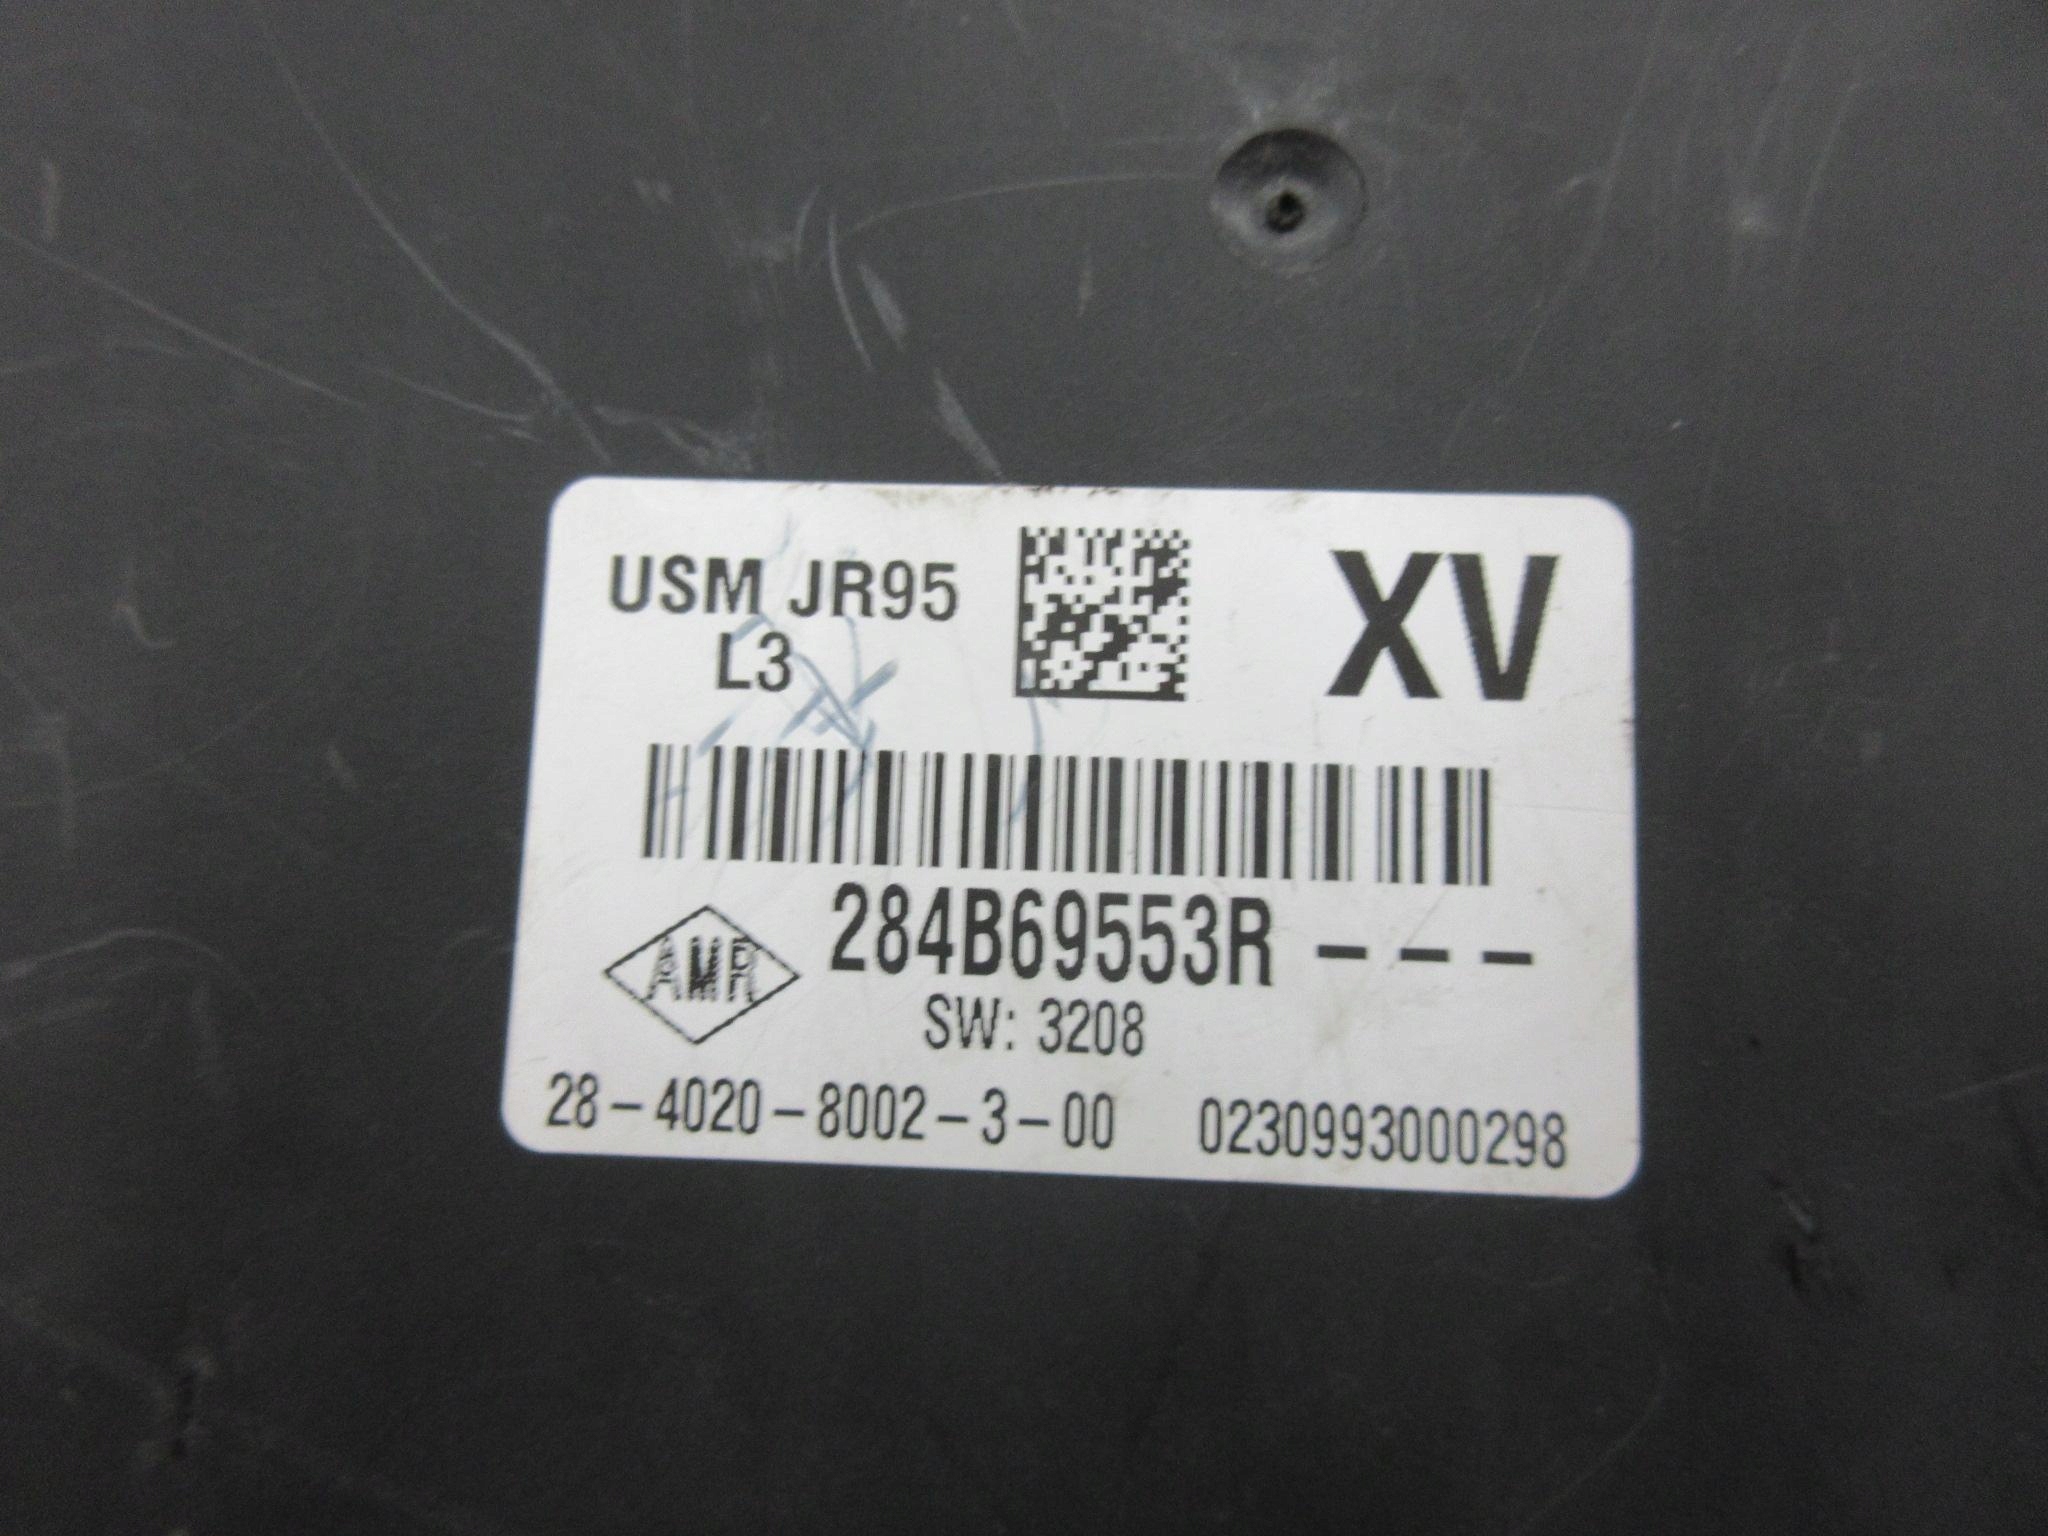 USM JR95
L3
XV
284B69553R - - -
AMR
SW: 3208
28-4020-8002-3-00 0230993000298